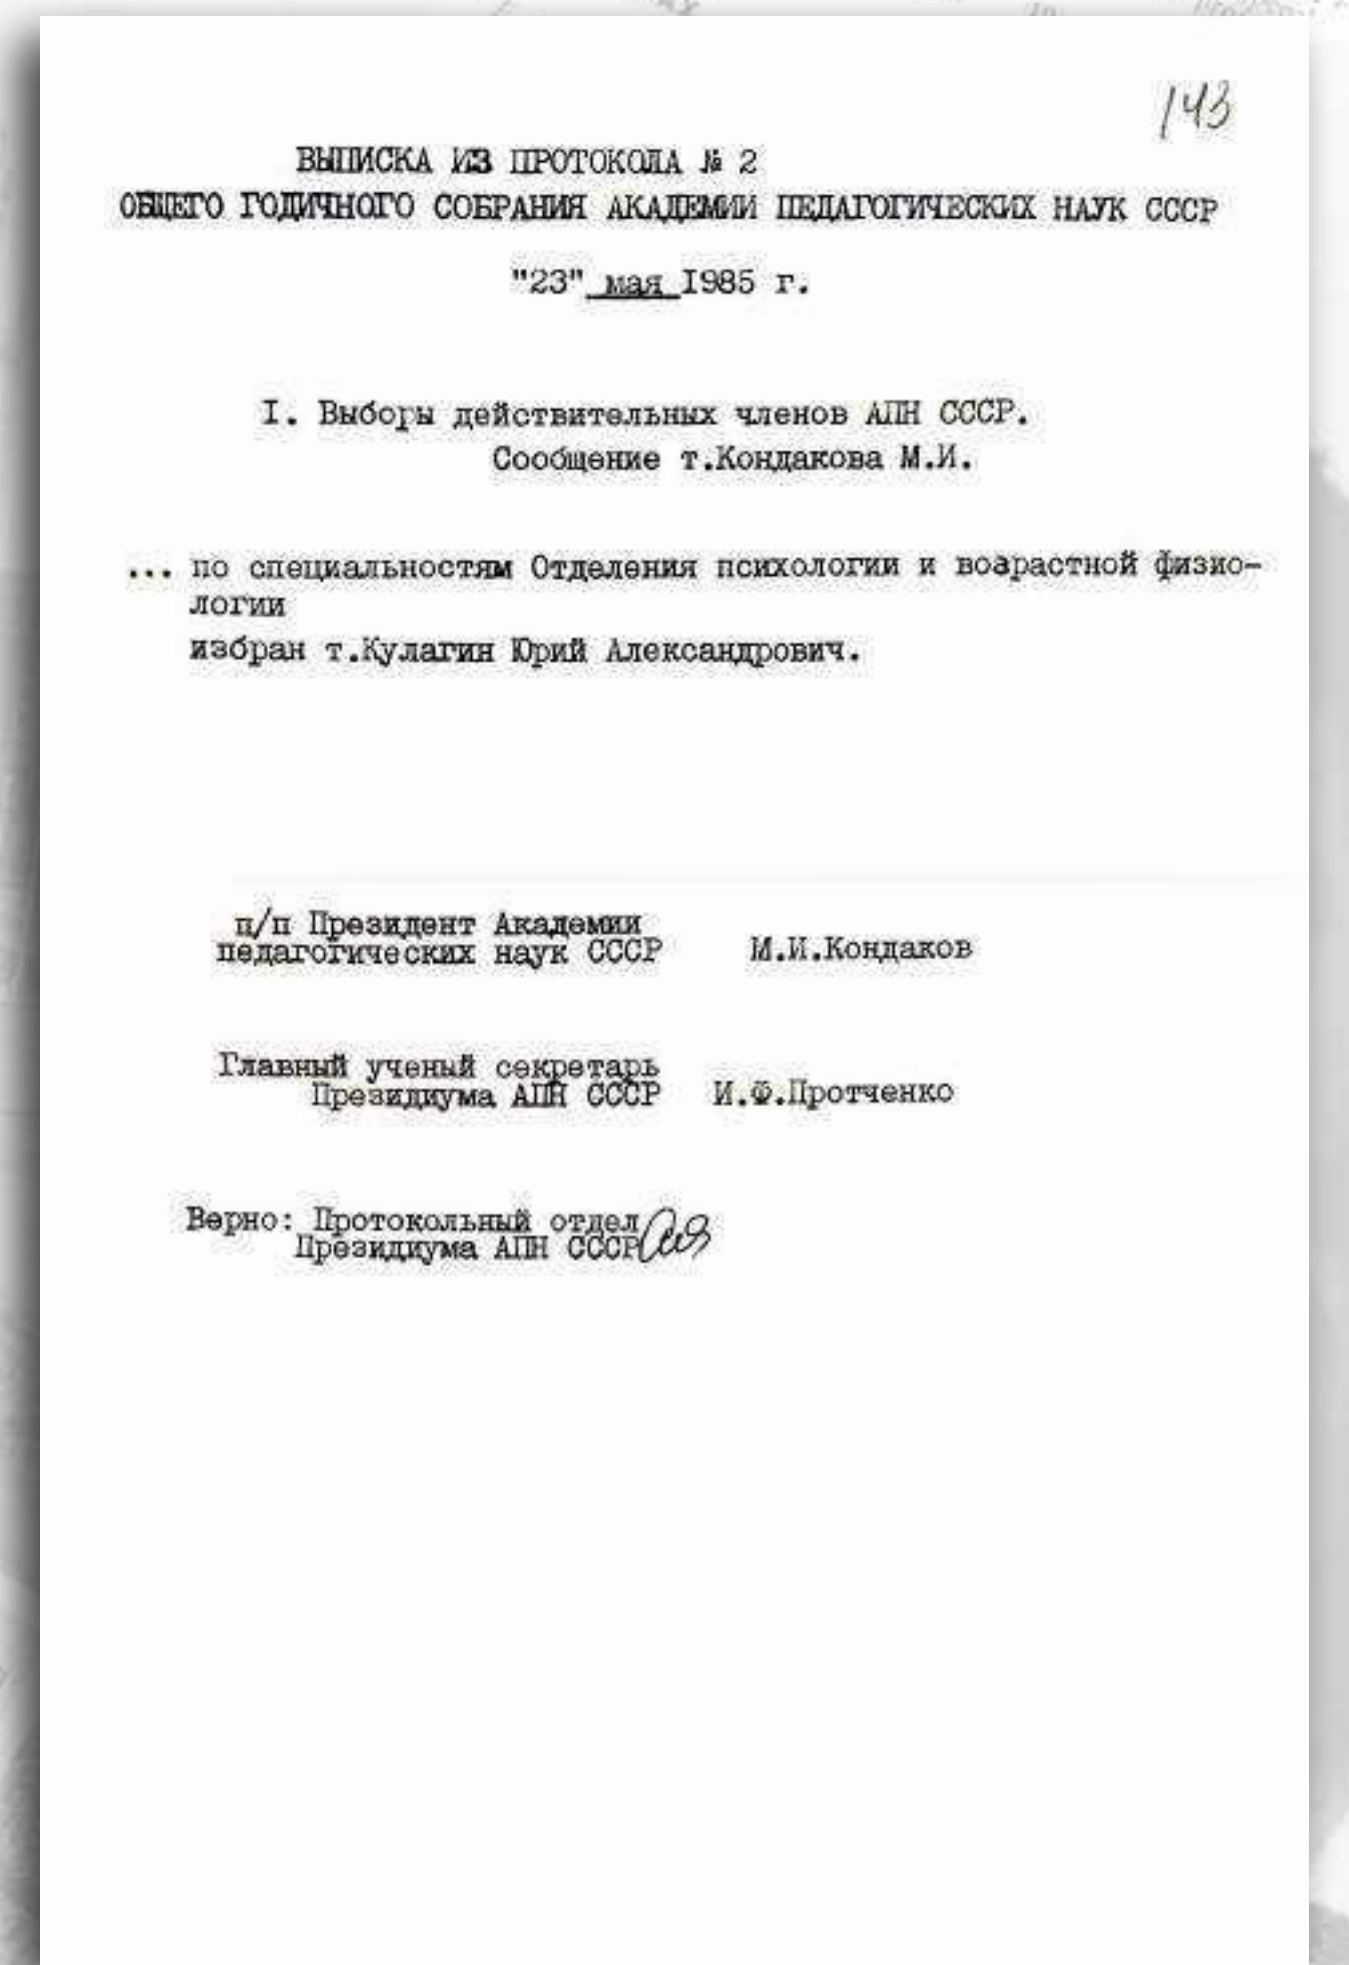 143
ВЫПИСКА ИЗ ПРОТОКОЛА № 2
ОБЩЕГО ГОДИЧНОГО СОБРАНИЯ АКАДЕМИИ ПЕДАГОГИЧЕСКИХ НАУК СССР
"23" мая 1985 г.
I. Выборы действительных членов АПН СССР.
Сообщение т.Кондакова М.И.
... по специальностям Отделения психологии и возрастной физио-
логии
избран т.Кулагин Юрий Александрович.
п/п Президент Академии
педагогических наук СССР М.И.Кондаков
Главный ученый секретарь
Президиума АПН СССР И.Ф.Протченко
Верно: Протокольный отдел
Президиума АПН СССР